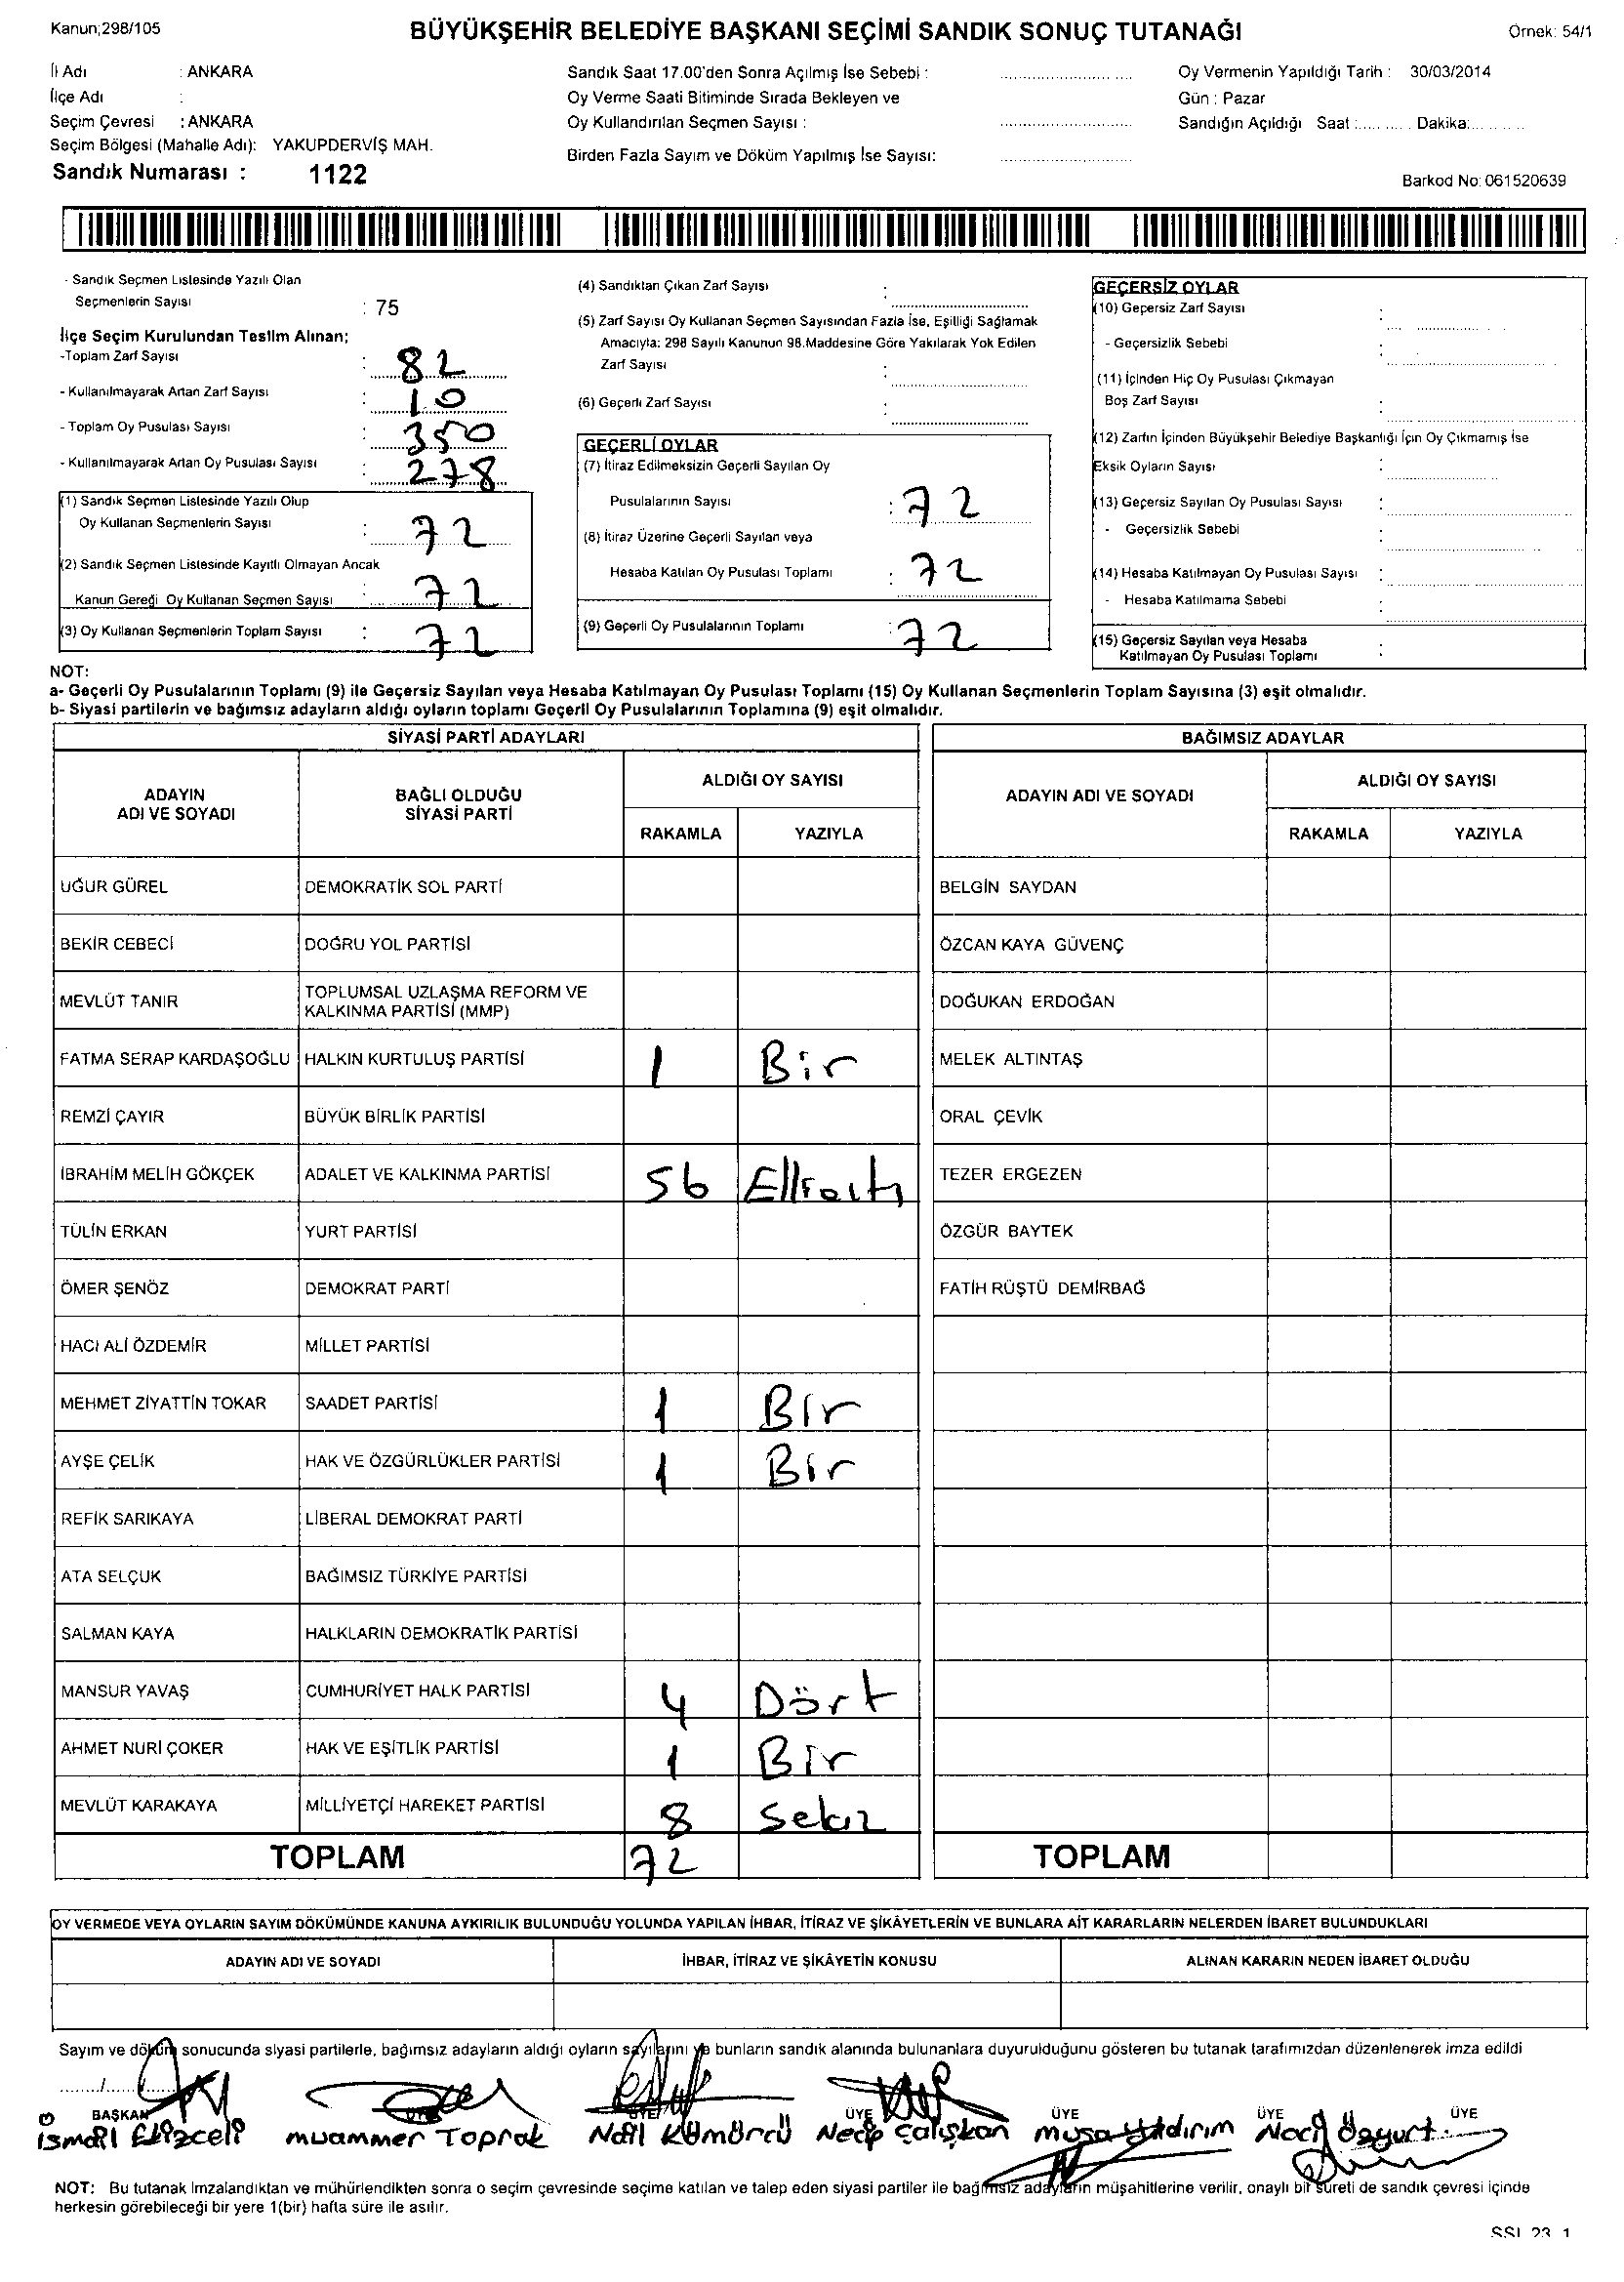 Kanun;298/105
BÜYÜKŞEHİR BELEDİYE BAŞKANI SEÇİMİ SANDIK SONUÇ TUTANAĞI
Örnek: 54/1
İl Adı : ANKARA
İlçe Adı :
Seçim Çevresi : ANKARA
Seçim Bölgesi (Mahalle Adı): YAKUPDERVİŞ MAH.
Sandık Numarası : 1122
Sandık Saat 17.00'den Sonra Açılmış İse Sebebi :
Oy Verme Saati Bitiminde Sırada Bekleyen ve
Oy Kullandırılan Seçmen Sayısı :
Birden Fazla Sayım ve Döküm Yapılmış İse Sayısı:
Oy Vermenin Yapıldığı Tarih : 30/03/2014
Gün : Pazar
Sandığın Açıldığı Saat :.......... Dakika:..........
Barkod No: 061520639
- Sandık Seçmen Listesinde Yazılı Olan
Seçmenlerin Sayısı : 75
İlçe Seçim Kurulundan Teslim Alınan;
-Toplam Zarf Sayısı : 82
- Kullanılmayarak Artan Zarf Sayısı : 10
- Toplam Oy Pusulası Sayısı : 350
- Kullanılmayarak Artan Oy Pusulası Sayısı : 278
(1) Sandık Seçmen Listesinde Yazılı Olup
Oy Kullanan Seçmenlerin Sayısı : 72
(2) Sandık Seçmen Listesinde Kayıtlı Olmayan Ancak
Kanun Gereği Oy Kullanan Seçmen Sayısı : 72
(3) Oy Kullanan Seçmenlerin Toplam Sayısı : 72
(4) Sandıktan Çıkan Zarf Sayısı :
(5) Zarf Sayısı Oy Kullanan Seçmen Sayısından Fazla İse, Eşitliği Sağlamak
Amacıyla: 298 Sayılı Kanunun 98.Maddesine Göre Yakılarak Yok Edilen
Zarf Sayısı :
(6) Geçerli Zarf Sayısı :
GEÇERLİ OYLAR
(7) İtiraz Edilmeksizin Geçerli Sayılan Oy
Pusulalarının Sayısı : 72
(8) İtiraz Üzerine Geçerli Sayılan veya
Hesaba Katılan Oy Pusulası Toplamı : 72
(9) Geçerli Oy Pusulalarının Toplamı : 72
GEÇERSİZ OYLAR
(10) Geçersiz Zarf Sayısı :
- Geçersizlik Sebebi :
(11) İçinden Hiç Oy Pusulası Çıkmayan
Boş Zarf Sayısı :
(12) Zarfın İçinden Büyükşehir Belediye Başkanlığı İçin Oy Çıkmamış İse
Eksik Oyların Sayısı :
(13) Geçersiz Sayılan Oy Pusulası Sayısı :
- Geçersizlik Sebebi :
(14) Hesaba Katılmayan Oy Pusulası Sayısı :
- Hesaba Katılmama Sebebi :
(15) Geçersiz Sayılan veya Hesaba
Katılmayan Oy Pusulası Toplamı :
NOT:
a- Geçerli Oy Pusulalarının Toplamı (9) ile Geçersiz Sayılan veya Hesaba Katılmayan Oy Pusulası Toplamı (15) Oy Kullanan Seçmenlerin Toplam Sayısına (3) eşit olmalıdır.
b- Siyasi partilerin ve bağımsız adayların aldığı oyların toplamı Geçerli Oy Pusulalarının Toplamına (9) eşit olmalıdır.
SİYASİ PARTİ ADAYLARI
ADAYIN ADI VE SOYADI
BAĞLI OLDUĞU SİYASİ PARTİ
ALDIĞI OY SAYISI
RAKAMLA YAZIYLA
UĞUR GÜREL DEMOKRATİK SOL PARTİ
BEKİR CEBECİ DOĞRU YOL PARTİSİ
MEVLÜT TANIR TOPLUMSAL UZLAŞMA REFORM VE
KALKINMA PARTİSİ (MMP)
FATMA SERAP KARDAŞOĞLU HALKIN KURTULUŞ PARTİSİ 1 Bir
REMZİ ÇAYIR BÜYÜK BİRLİK PARTİSİ
İBRAHİM MELİH GÖKÇEK ADALET VE KALKINMA PARTİSİ 56 Ellialtı
TÜLİN ERKAN YURT PARTİSİ
ÖMER ŞENÖZ DEMOKRAT PARTİ
HACI ALİ ÖZDEMİR MİLLET PARTİSİ
MEHMET ZİYATTİN TOKAR SAADET PARTİSİ 1 Bir
AYŞE ÇELİK HAK VE ÖZGÜRLÜKLER PARTİSİ 1 Bir
REFİK SARIKAYA LİBERAL DEMOKRAT PARTİ
ATA SELÇUK BAĞIMSIZ TÜRKİYE PARTİSİ
SALMAN KAYA HALKLARIN DEMOKRATİK PARTİSİ
MANSUR YAVAŞ CUMHURİYET HALK PARTİSİ 4 Dört
AHMET NURİ ÇOKER HAK VE EŞİTLİK PARTİSİ 1 Bir
MEVLÜT KARAKAYA MİLLİYETÇİ HAREKET PARTİSİ 8 Sekiz
TOPLAM 72
BAĞIMSIZ ADAYLAR
ADAYIN ADI VE SOYADI
ALDIĞI OY SAYISI
RAKAMLA YAZIYLA
BELGİN SAYDAN
ÖZCAN KAYA GÜVENÇ
DOĞUKAN ERDOĞAN
MELEK ALTINTAŞ
ORAL ÇEVİK
TEZER ERGEZEN
ÖZGÜR BAYTEK
FATİH RÜŞTÜ DEMİRBAĞ
TOPLAM
OY VERMEDE VEYA OYLARIN SAYIM DÖKÜMÜNDE KANUNA AYKIRILIK BULUNDUĞU YOLUNDA YAPILAN İHBAR, İTİRAZ VE ŞİKÂYETLERİN VE BUNLARA AİT KARARLARIN NELERDEN İBARET BULUNDUKLARI
ADAYIN ADI VE SOYADI İHBAR, İTİRAZ VE ŞİKÂYETİN KONUSU ALINAN KARARIN NEDEN İBARET OLDUĞU
Sayım ve döküm sonucunda siyasi partilerle, bağımsız adayların aldığı oyların sayılarını ve bunların sandık alanında bulunanlara duyurulduğunu gösteren bu tutanak tarafımızdan düzenlenerek imza edildi
BAŞKAN ÜYE ÜYE ÜYE ÜYE ÜYE ÜYE
İsmail Muammer Toprak Nail Kömürcü Necip Çalışkan Musa Yıldırım Naci Özyurt
NOT: Bu tutanak İmzalandıktan ve mühürlendikten sonra o seçim çevresinde seçime katılan ve talep eden siyasi partiler ile bağımsız adayların müşahitlerine verilir, onaylı bir sureti de sandık çevresi içinde
herkesin görebileceği bir yere 1(bir) hafta süre ile asılır.